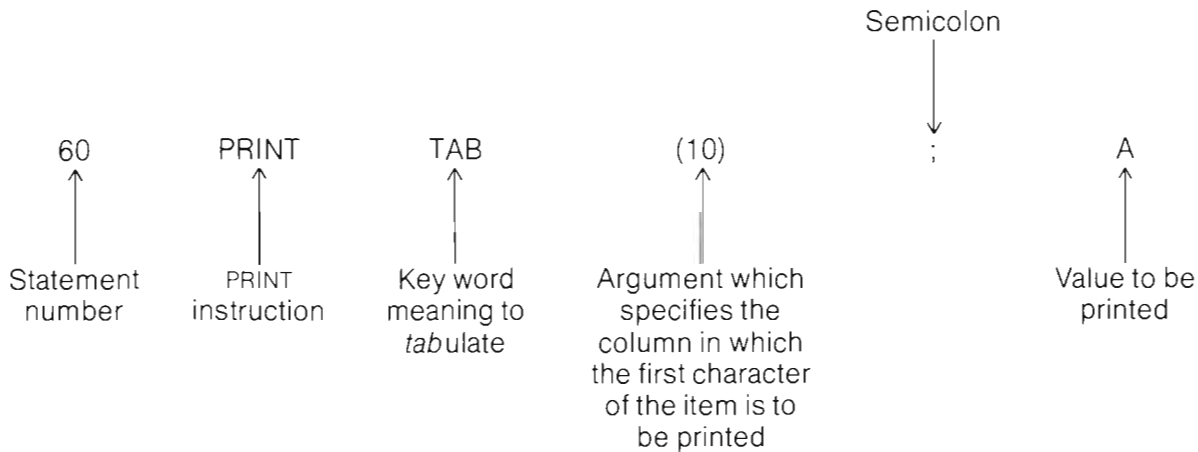 Semicolon
60 PRINT TAB (10) ; A
Statement
number
PRINT
instruction
Key word
meaning to
tabulate
Argument which
specifies the
column in which
the first character
of the item is to
be printed
Value to be
printed